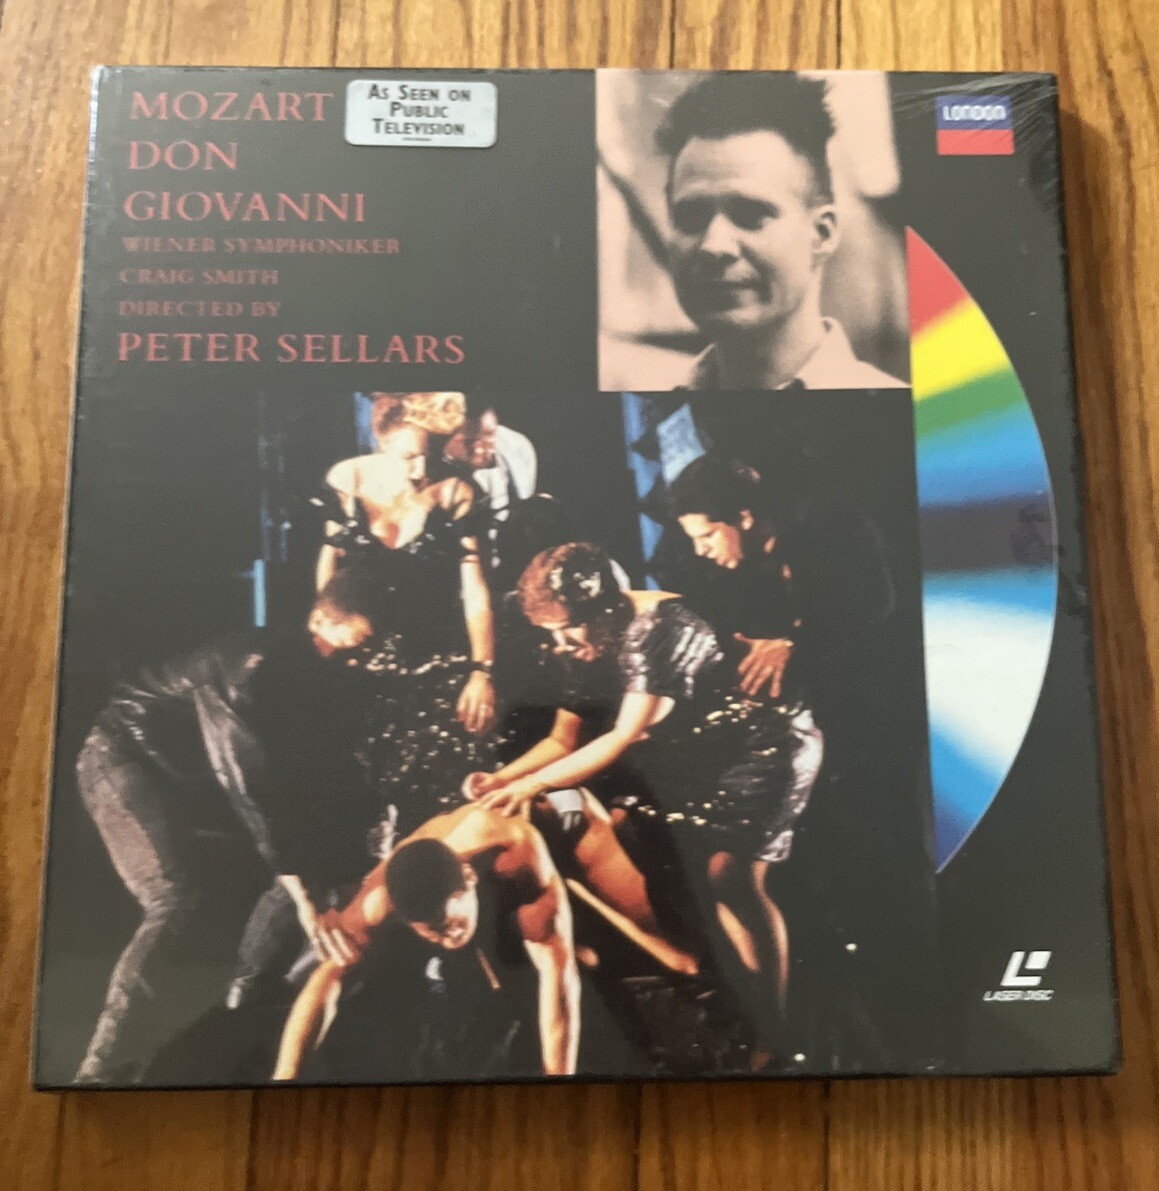 MOZART
DON
GIOVANNI
WIENER SYMPHONIKER
CRAIG SMITH
DIRECTED BY
PETER SELLARS
AS SEEN ON
PUBLIC
TELEVISION
LONDON
LASER DISC